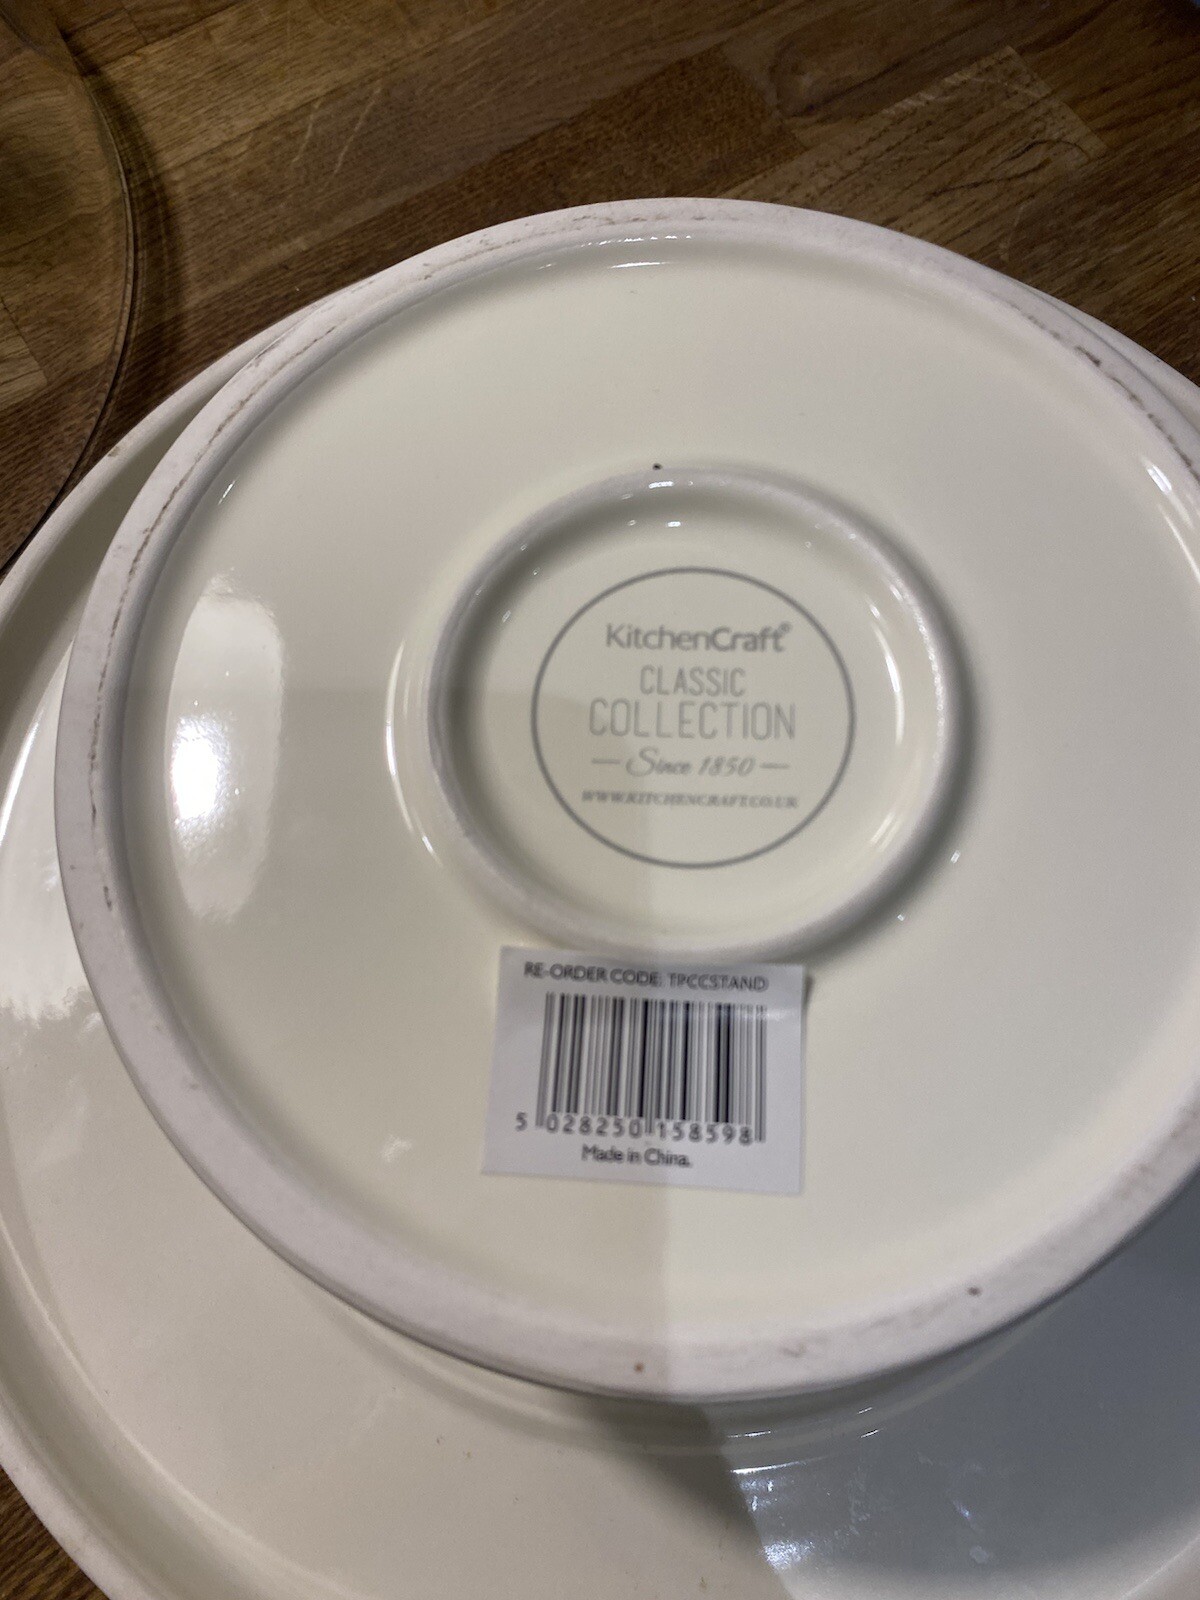 KitchenCraft®
CLASSIC
COLLECTION
Since 1850
WWW.KITCHENCRAFT.CO.UK
RE-ORDER CODE: TPCCSTAND
5 028250 158598
Made in China.